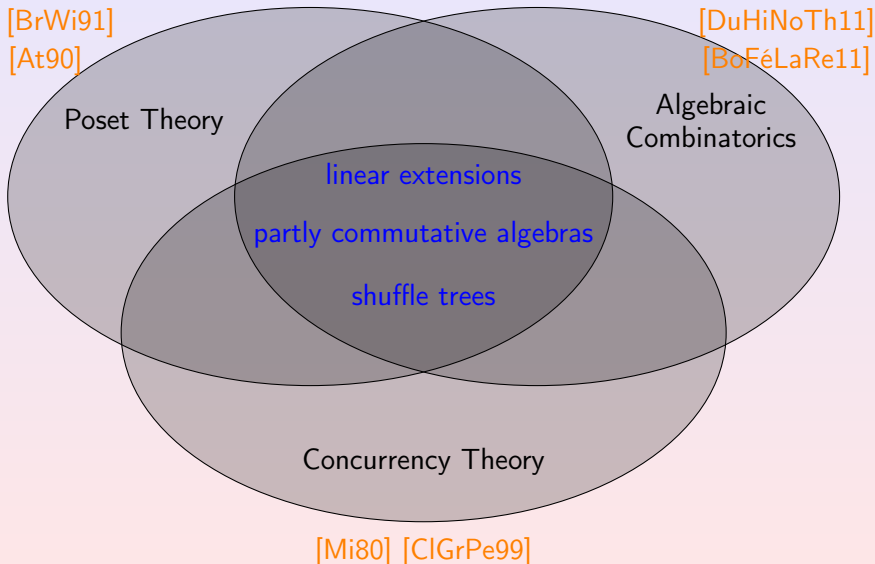 [BrWi91]
[At90]
[DuHiNoTh11]
[BoFéLaRe11]
Poset Theory
Algebraic
Combinatorics
linear extensions
partly commutative algebras
shuffle trees
Concurrency Theory
[Mi80] [ClGrPe99]